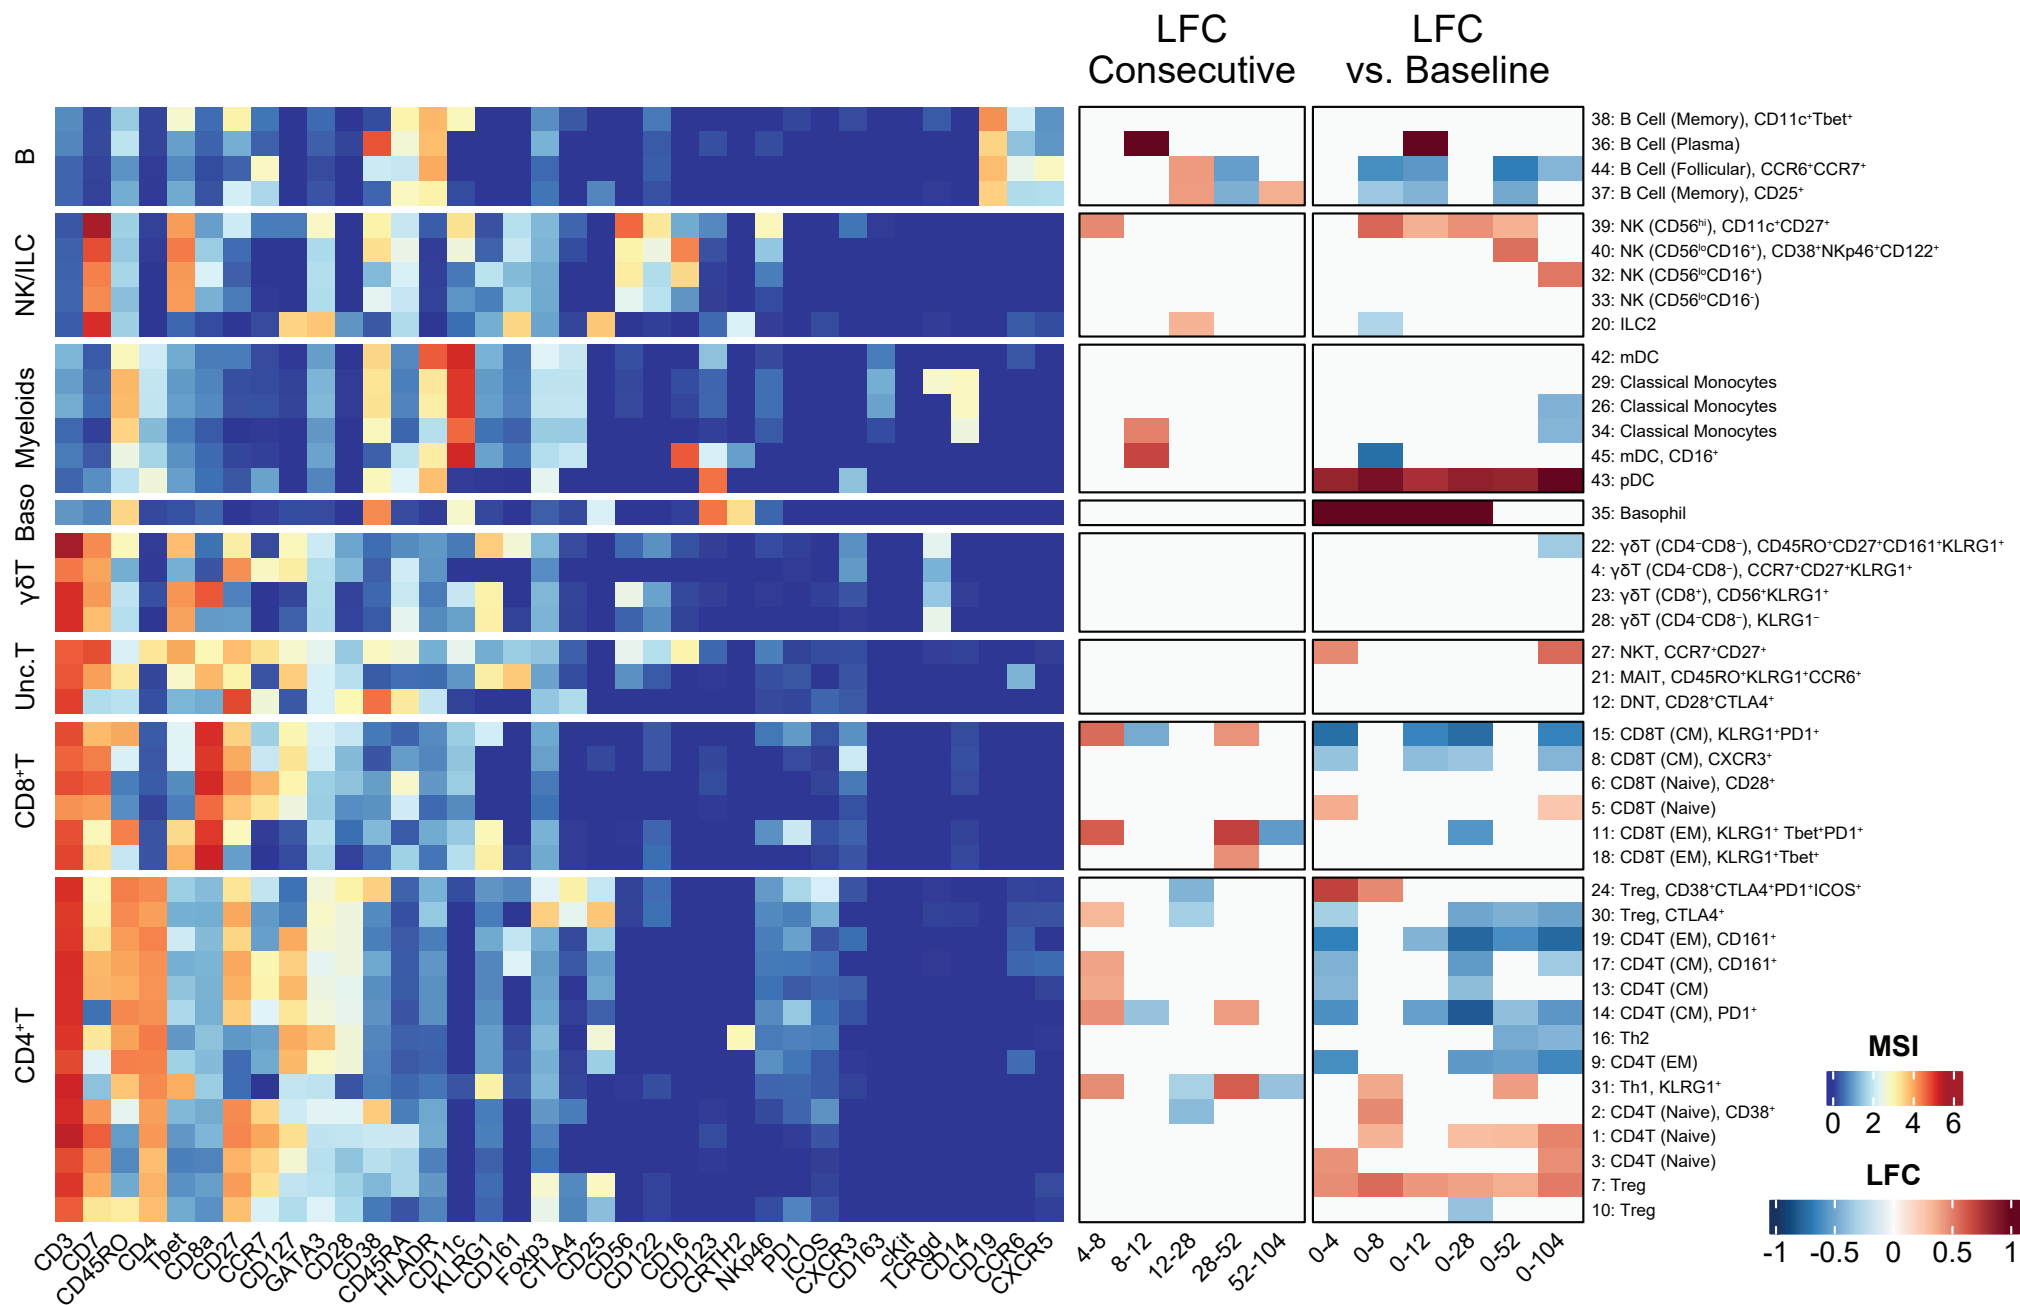 LFC
Consecutive
LFC
vs. Baseline
B
38: B Cell (Memory), CD11c⁺Tbet⁺
36: B Cell (Plasma)
44: B Cell (Follicular), CCR6⁺CCR7⁺
37: B Cell (Memory), CD25⁺
NK/ILC
39: NK (CD56ʰⁱ), CD11c⁺CD27⁺
40: NK (CD56ˡᵒCD16⁺), CD38⁺NKp46⁺CD122⁺
32: NK (CD56ˡᵒCD16⁺)
33: NK (CD56ˡᵒCD16⁻)
20: ILC2
Myeloids
42: mDC
29: Classical Monocytes
26: Classical Monocytes
34: Classical Monocytes
45: mDC, CD16⁺
43: pDC
Baso
35: Basophil
γδT
22: γδT (CD4⁻CD8⁻), CD45RO⁺CD27⁺CD161⁺KLRG1⁺
4: γδT (CD4⁻CD8⁻), CCR7⁺CD27⁺KLRG1⁺
23: γδT (CD8⁺), CD56⁺KLRG1⁺
28: γδT (CD4⁻CD8⁻), KLRG1⁻
Unc.T
27: NKT, CCR7⁺CD27⁺
21: MAIT, CD45RO⁺KLRG1⁺CCR6⁺
12: DNT, CD28⁺CTLA4⁺
CD8⁺T
15: CD8T (CM), KLRG1⁺PD1⁺
8: CD8T (CM), CXCR3⁺
6: CD8T (Naive), CD28⁺
5: CD8T (Naive)
11: CD8T (EM), KLRG1⁺ Tbet⁺PD1⁺
18: CD8T (EM), KLRG1⁺Tbet⁺
CD4⁺T
24: Treg, CD38⁺CTLA4⁺PD1⁺ICOS⁺
30: Treg, CTLA4⁺
19: CD4T (EM), CD161⁺
17: CD4T (CM), CD161⁺
13: CD4T (CM)
14: CD4T (CM), PD1⁺
16: Th2
9: CD4T (EM)
31: Th1, KLRG1⁺
2: CD4T (Naive), CD38⁺
1: CD4T (Naive)
3: CD4T (Naive)
7: Treg
10: Treg
MSI
0 2 4 6
LFC
-1 -0.5 0 0.5 1
CD3
CD7
CD45RO
CD4
Tbet
CD8a
CD27
CCR7
CD127
GATA3
CD28
CD38
CD45RA
HLADR
CD11c
KLRG1
CD161
Foxp3
CTLA4
CD25
CD56
CD122
CD16
CD123
CRTH2
NKp46
PD1
ICOS
CXCR3
CD163
cKit
TCRgd
CD14
CD19
CCR6
CXCR5
4-8
8-12
12-28
28-52
52-104
0-4
0-8
0-12
0-28
0-52
0-104